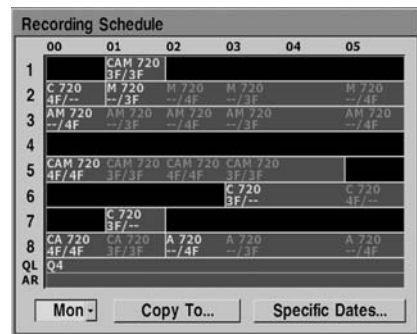 Recording Schedule
00 01 02 03 04 05
1 CAM 720
3F/3F
2 C 720 M 720 M 720 M 720 M 720
4F/-- --/3F --/4F --/3F --/4F
3 AM 720 AM 720 AM 720 AM 720 AM 720
--/4F --/3F --/4F --/3F --/4F
4
5 CAM 720 CAM 720 CAM 720 CAM 720
4F/4F 3F/3F 4F/4F 3F/3F
6 C 720 C 720
3F/-- 4F/--
7 C 720
3F/--
8 CA 720 CA 720 A 720 A 720 A 720
4F/4F 3F/3F --/4F --/3F --/4F
QL Q4
AR
Mon Copy To... Specific Dates...